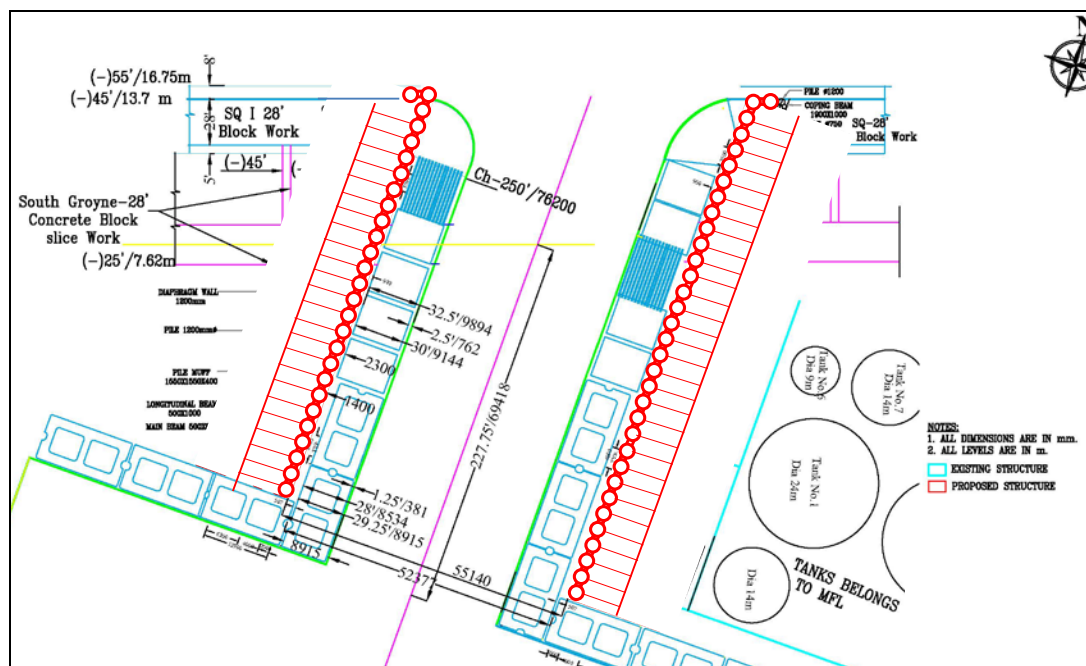 N
8'
(-)55'/16.75m
(-)45'/13.7 m
28'
SQ I 28'
Block Work
5'
(-)45'
South Groyne-28'
Concrete Block
slice Work
(-)25'/7.62m
DIAPHRAGM WALL
1200mm
PILE 1200mmø
PILE MUFF
1650X1650X400
LONGITUDINAL BEAM
500X1000
MAIN BEAM
Ch-250'/76200
32.5'/9894
2.5'/762
30'/9144
2300
1400
227.75'/69418
1.25'/381
28'/8534
29.25'/8915
8915
55140
PILE Ø1200
COPING BEAM
1900X1000
SQ-28'
Block Work
Tank No.6
Dia 9m
Tank No.7
Dia 14m
Tank No.1
Dia 24m
Dia 14m
TANKS BELONGS
TO MFL
NOTES:
1. ALL DIMENSIONS ARE IN mm.
2. ALL LEVELS ARE IN m.
EXISTING STRUCTURE
PROPOSED STRUCTURE